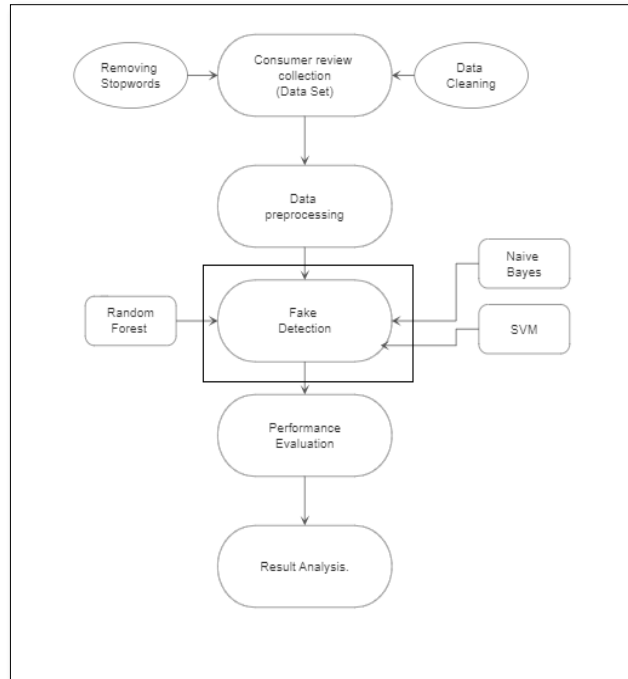 Removing
Stopwords
Consumer review
collection
(Data Set)
Data
Cleaning
Data
preprocessing
Naive
Bayes
Random
Forest
Fake
Detection
SVM
Performance
Evaluation
Result Analysis.